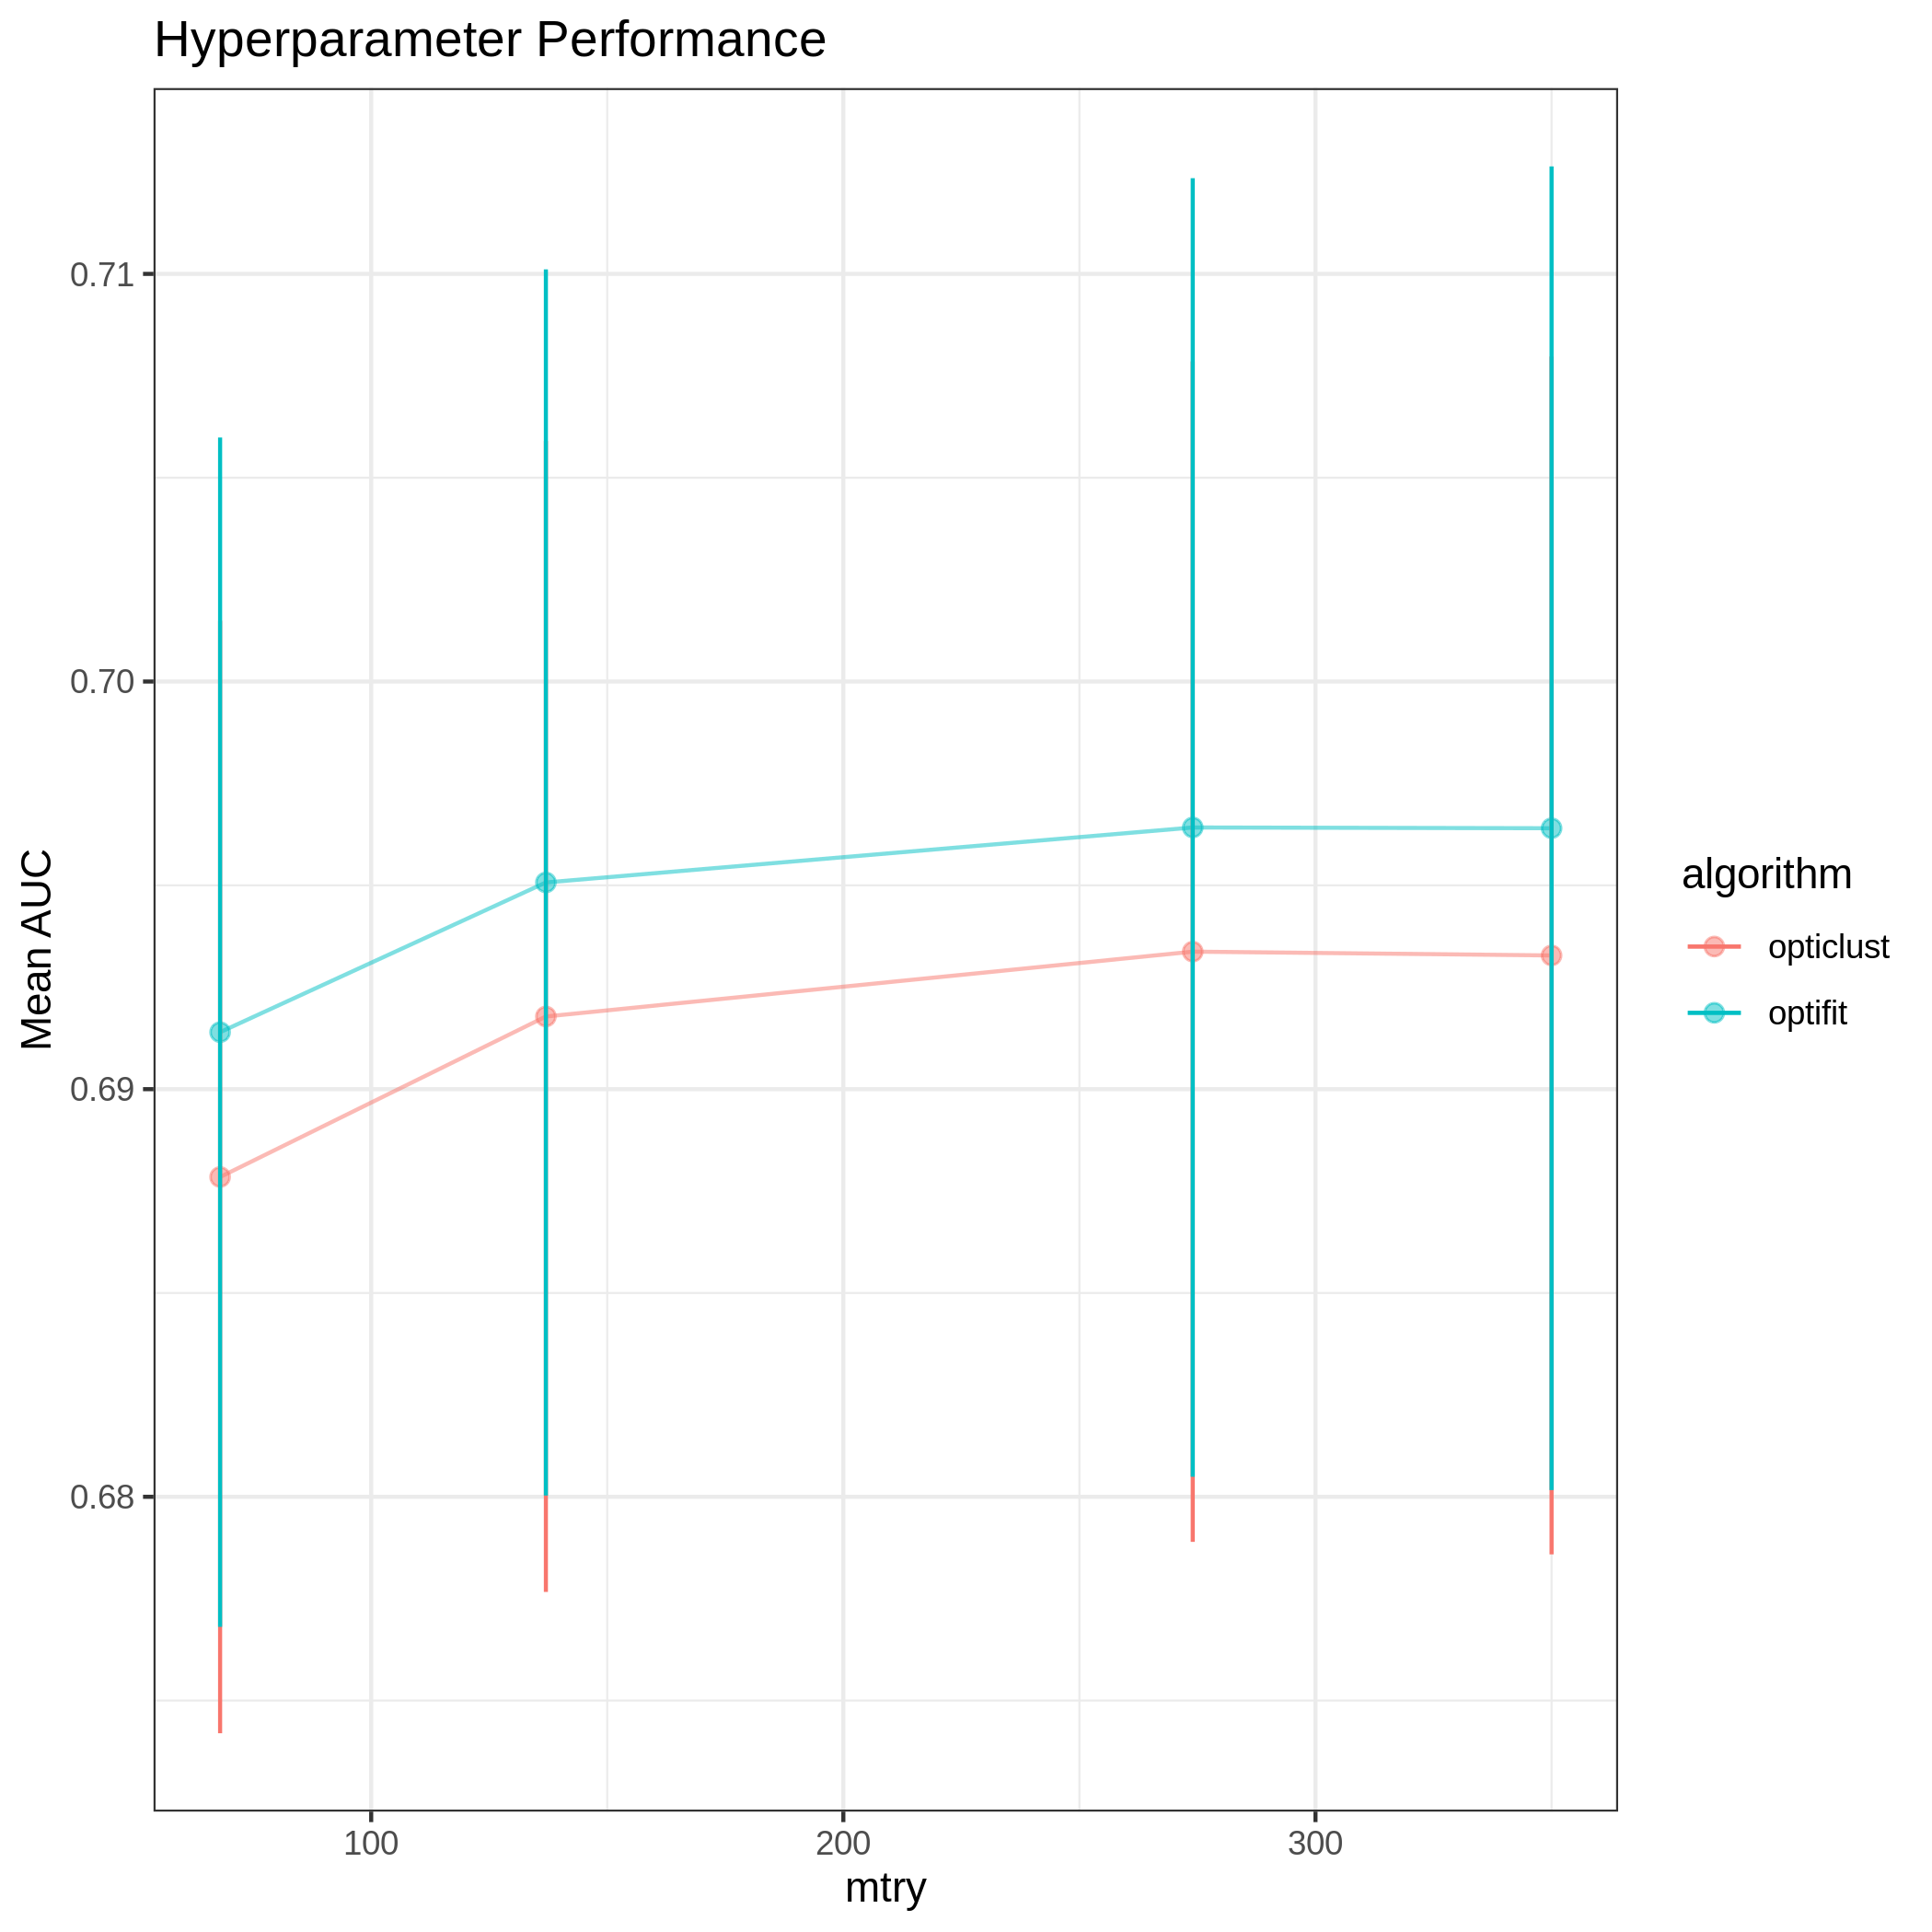 Hyperparameter Performance
Mean AUC
0.71
0.70
0.69
0.68
100 200 300
mtry
algorithm
opticlust
optifit